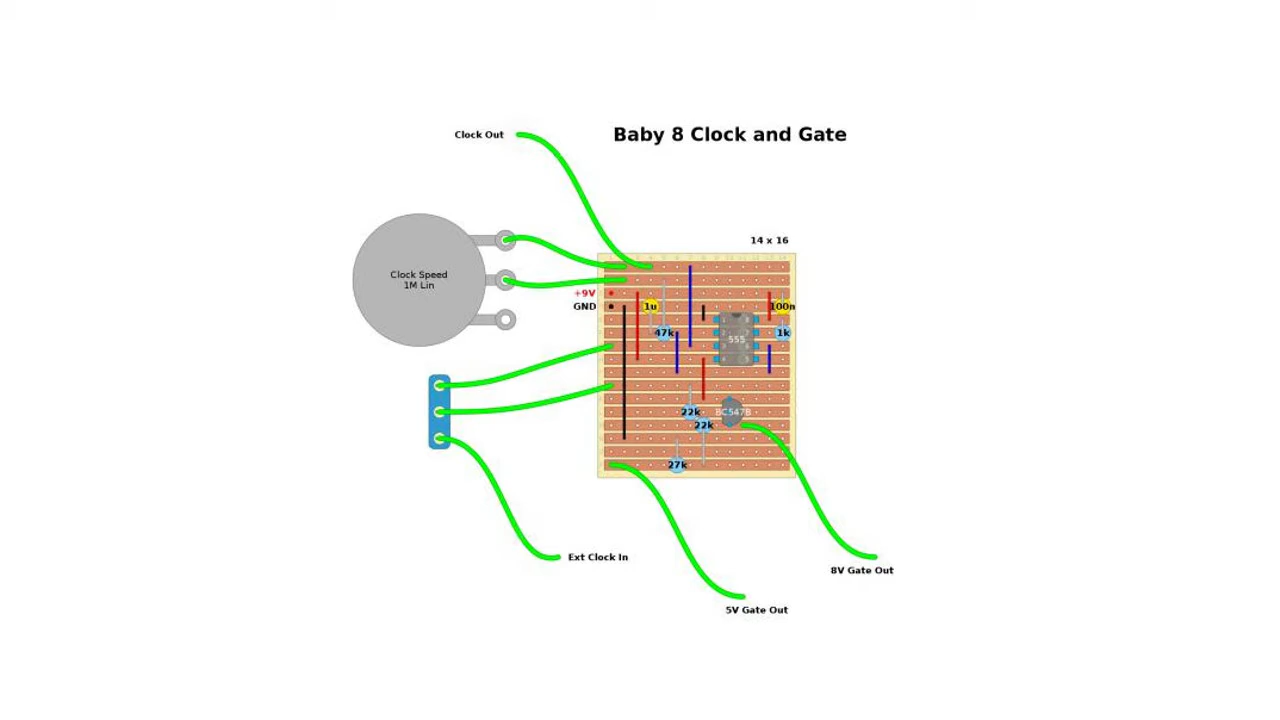 Clock Out
Baby 8 Clock and Gate
14 x 16
Clock Speed
1M Lin
+9V
GND
1u
100n
47k
1k
555
22k
BC547B
22k
27k
Ext Clock In
8V Gate Out
5V Gate Out